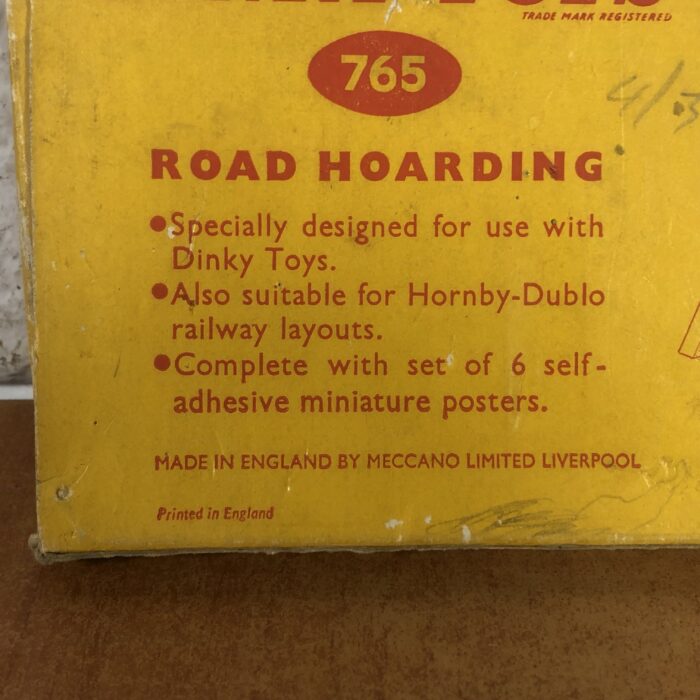 TRADE MARK REGISTERED
765
4/3
ROAD HOARDING
•Specially designed for use with
Dinky Toys.
•Also suitable for Hornby-Dublo
railway layouts.
•Complete with set of 6 self-
adhesive miniature posters.
MADE IN ENGLAND BY MECCANO LIMITED LIVERPOOL
Printed in England